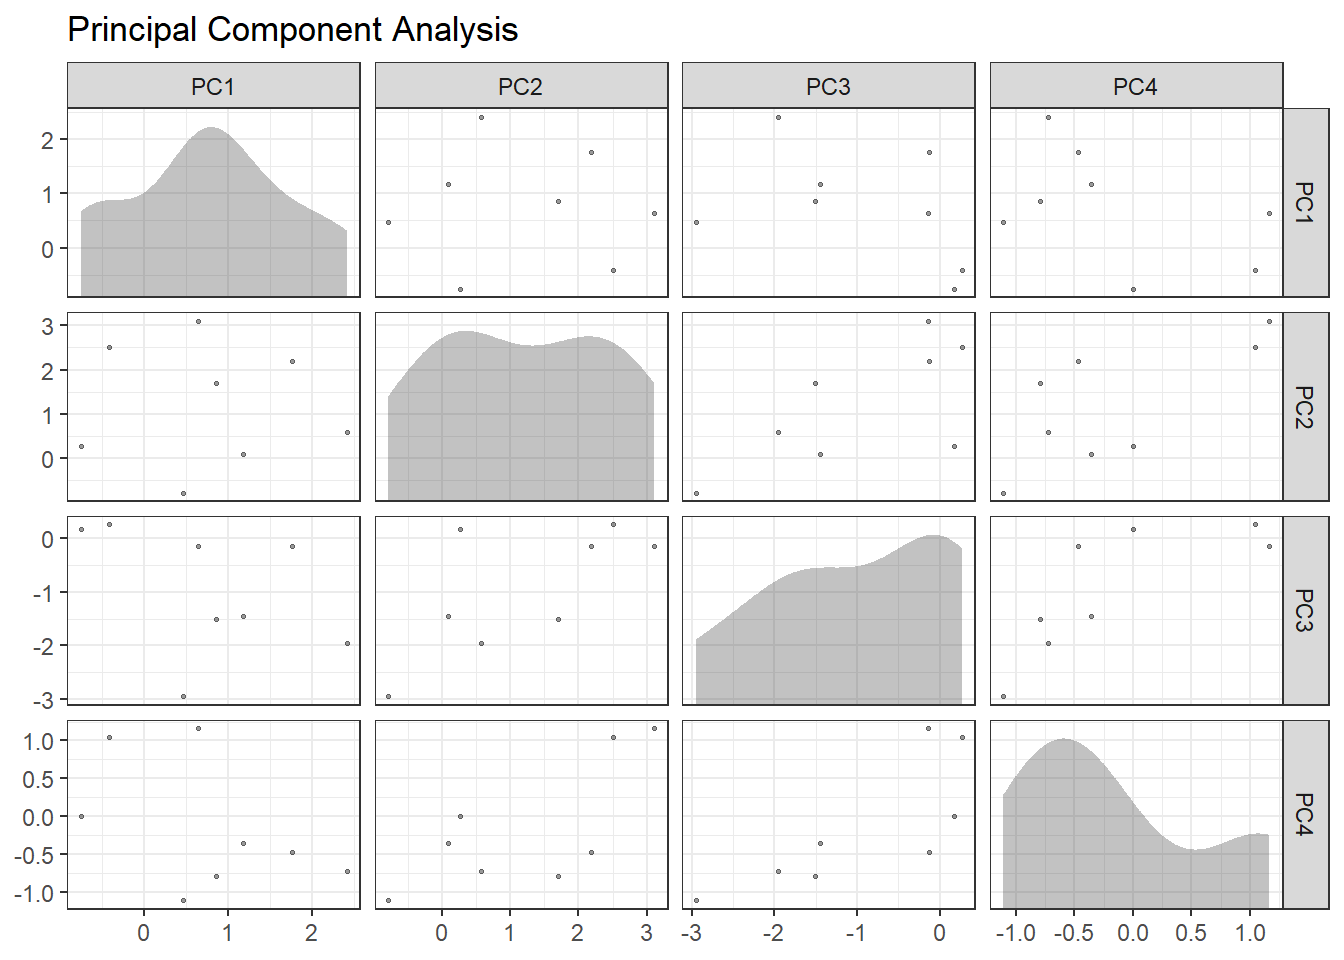 Principal Component Analysis
PC1 PC2 PC3 PC4
2
1
0
PC1
3
2
1
0
PC2
0
-1
-2
-3
PC3
1.0
0.5
0.0
-0.5
-1.0
PC4
0 1 2 0 1 2 3 -3 -2 -1 0 -1.0 -0.5 0.0 0.5 1.0